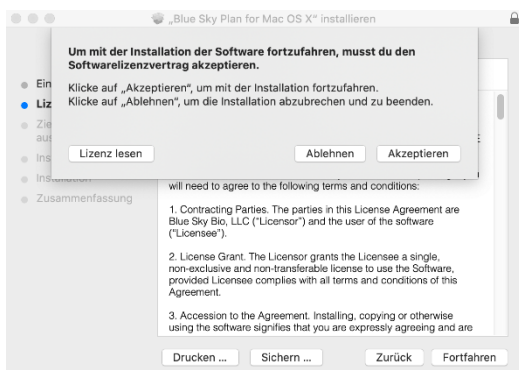 „Blue Sky Plan for Mac OS X“ installieren
Um mit der Installation der Software fortzufahren, musst du den
Softwarelizenzvertrag akzeptieren.
Klicke auf „Akzeptieren“, um mit der Installation fortzufahren.
Klicke auf „Ablehnen“, um die Installation abzubrechen und zu beenden.
Lizenz lesen
Ablehnen
Akzeptieren
Ein
Liz
Zie
aus
Ins
Installation
Zusammenfassung
will need to agree to the following terms and conditions:
1. Contracting Parties. The parties in this License Agreement are
Blue Sky Bio, LLC (“Licensor”) and the user of the software
(“Licensee”).
2. License Grant. The Licensor grants the Licensee a single,
non-exclusive and non-transferable license to use the Software,
provided Licensee complies with all terms and conditions of this
Agreement.
3. Accession to the Agreement. Installing, copying or otherwise
using the software signifies that you are expressly agreeing and are
Drucken ...
Sichern ...
Zurück
Fortfahren